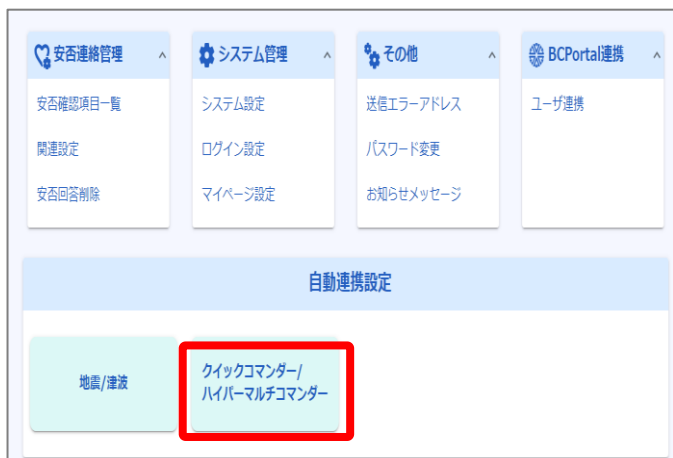 安否連絡管理
安否確認項目一覧
関連設定
安否回答削除
システム管理
システム設定
ログイン設定
マイページ設定
その他
送信エラーアドレス
パスワード変更
お知らせメッセージ
BCPortal連携
ユーザ連携
自動連携設定
地震/津波
クイックコマンダー/
ハイパーマルチコマンダー